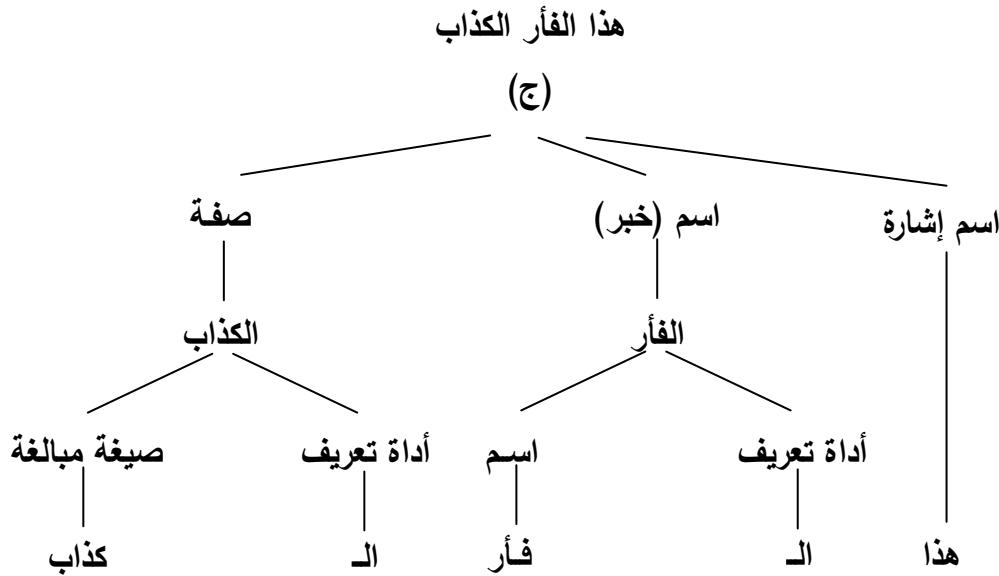 هذا الفأر الكذاب
(ج)
اسم إشارة اسم (خبر) صفة
الفأر الكذاب
أداة تعريف اسم أداة تعريف صيغة مبالغة
هذا الـ فأر الـ كذاب